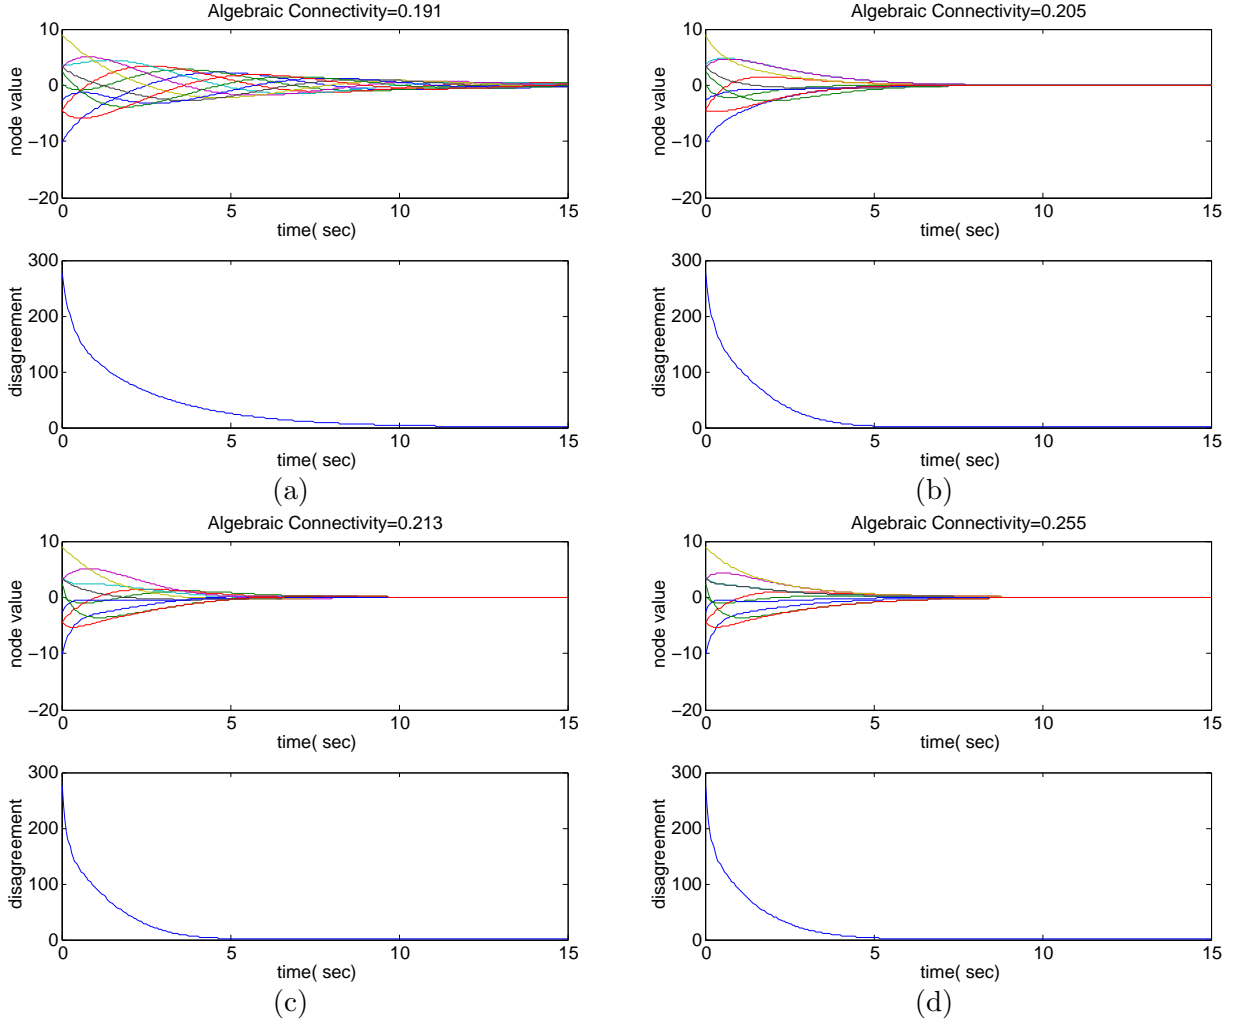 Algebraic Connectivity=0.191
10
0
−10
−20
node value
0 5 10 15
time( sec)
300
200
100
0
disagreement
0 5 10 15
time( sec)
(a)
Algebraic Connectivity=0.205
10
0
−10
−20
node value
0 5 10 15
time( sec)
300
200
100
0
disagreement
0 5 10 15
time( sec)
(b)
Algebraic Connectivity=0.213
10
0
−10
−20
node value
0 5 10 15
time( sec)
300
200
100
0
disagreement
0 5 10 15
time( sec)
(c)
Algebraic Connectivity=0.255
10
0
−10
−20
node value
0 5 10 15
time( sec)
300
200
100
0
disagreement
0 5 10 15
time( sec)
(d)